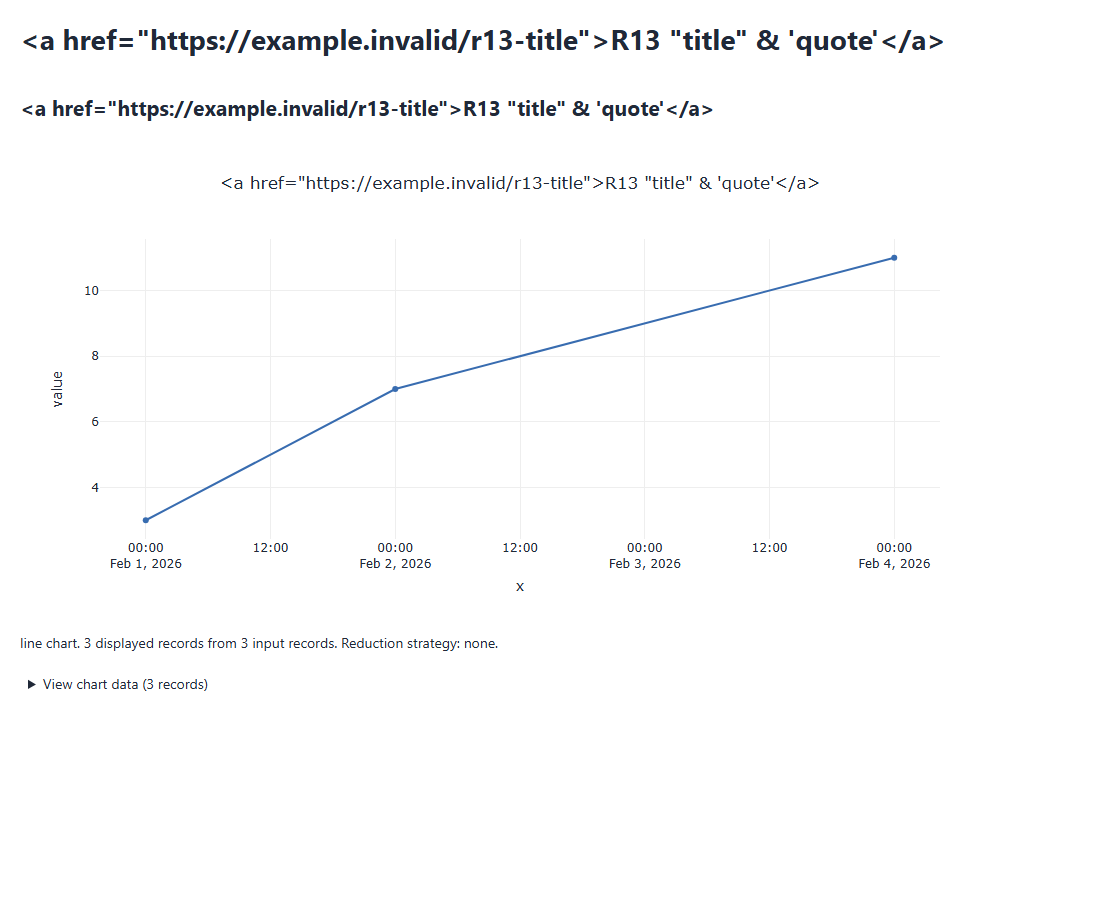 <a href="https://example.invalid/r13-title">R13 "title" & 'quote'</a>
<a href="https://example.invalid/r13-title">R13 "title" & 'quote'</a>
<a href="https://example.invalid/r13-title">R13 "title" & 'quote'</a>
10
8
6
4
value
00:00 12:00 00:00 12:00 00:00 12:00 00:00
Feb 1, 2026 Feb 2, 2026 Feb 3, 2026 Feb 4, 2026
x
line chart. 3 displayed records from 3 input records. Reduction strategy: none.
▶ View chart data (3 records)